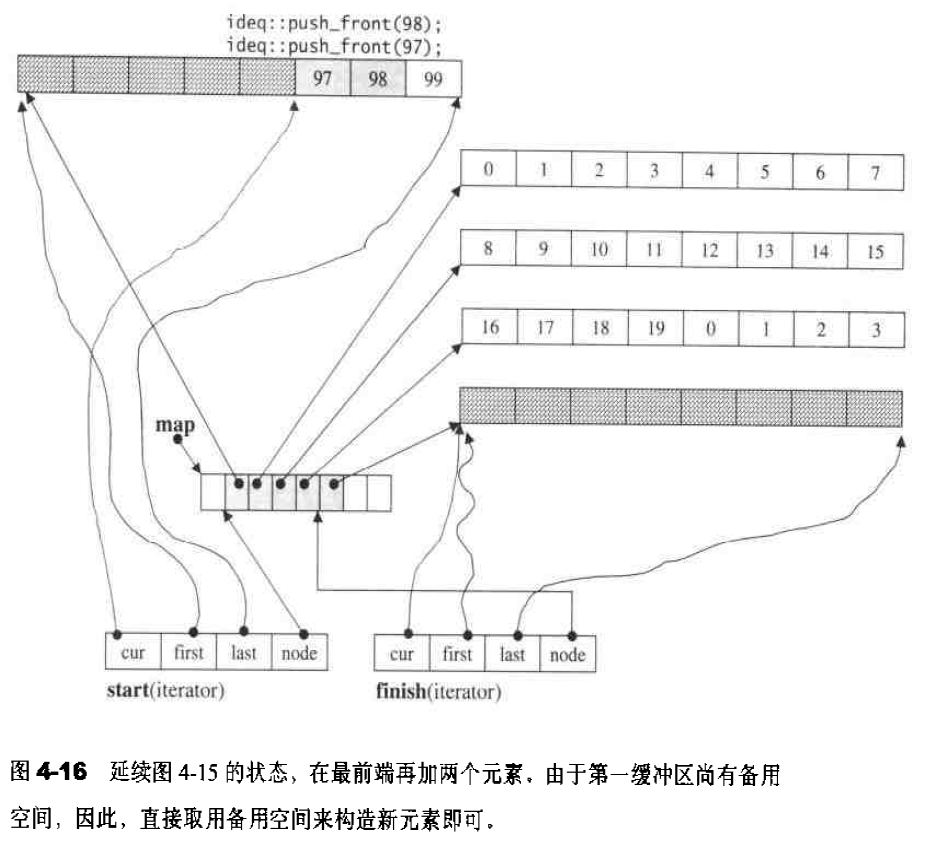 ideq::push_front(98);
ideq::push_front(97);
97 98 99
0 1 2 3 4 5 6 7
8 9 10 11 12 13 14 15
16 17 18 19 0 1 2 3
map
cur first last node
start(iterator)
cur first last node
finish(iterator)
图 4-16 延续图 4-15 的状态，在最前端再加两个元素．由于第一缓冲区尚有备用
空间，因此，直接取用备用空间来构造新元素即可．